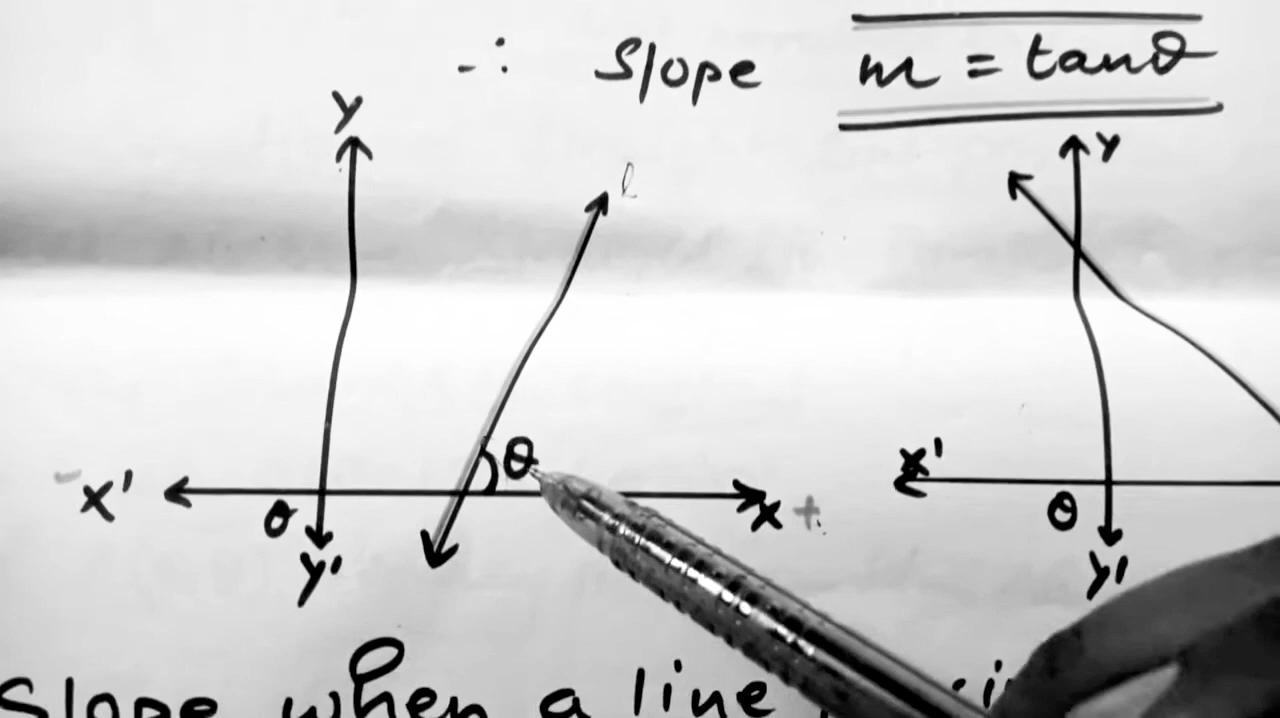 ∴ Slope m = tanθ
Y
Y
l
θ
X'
X
+
X'
O
O
Y'
Y'
Slope when a line